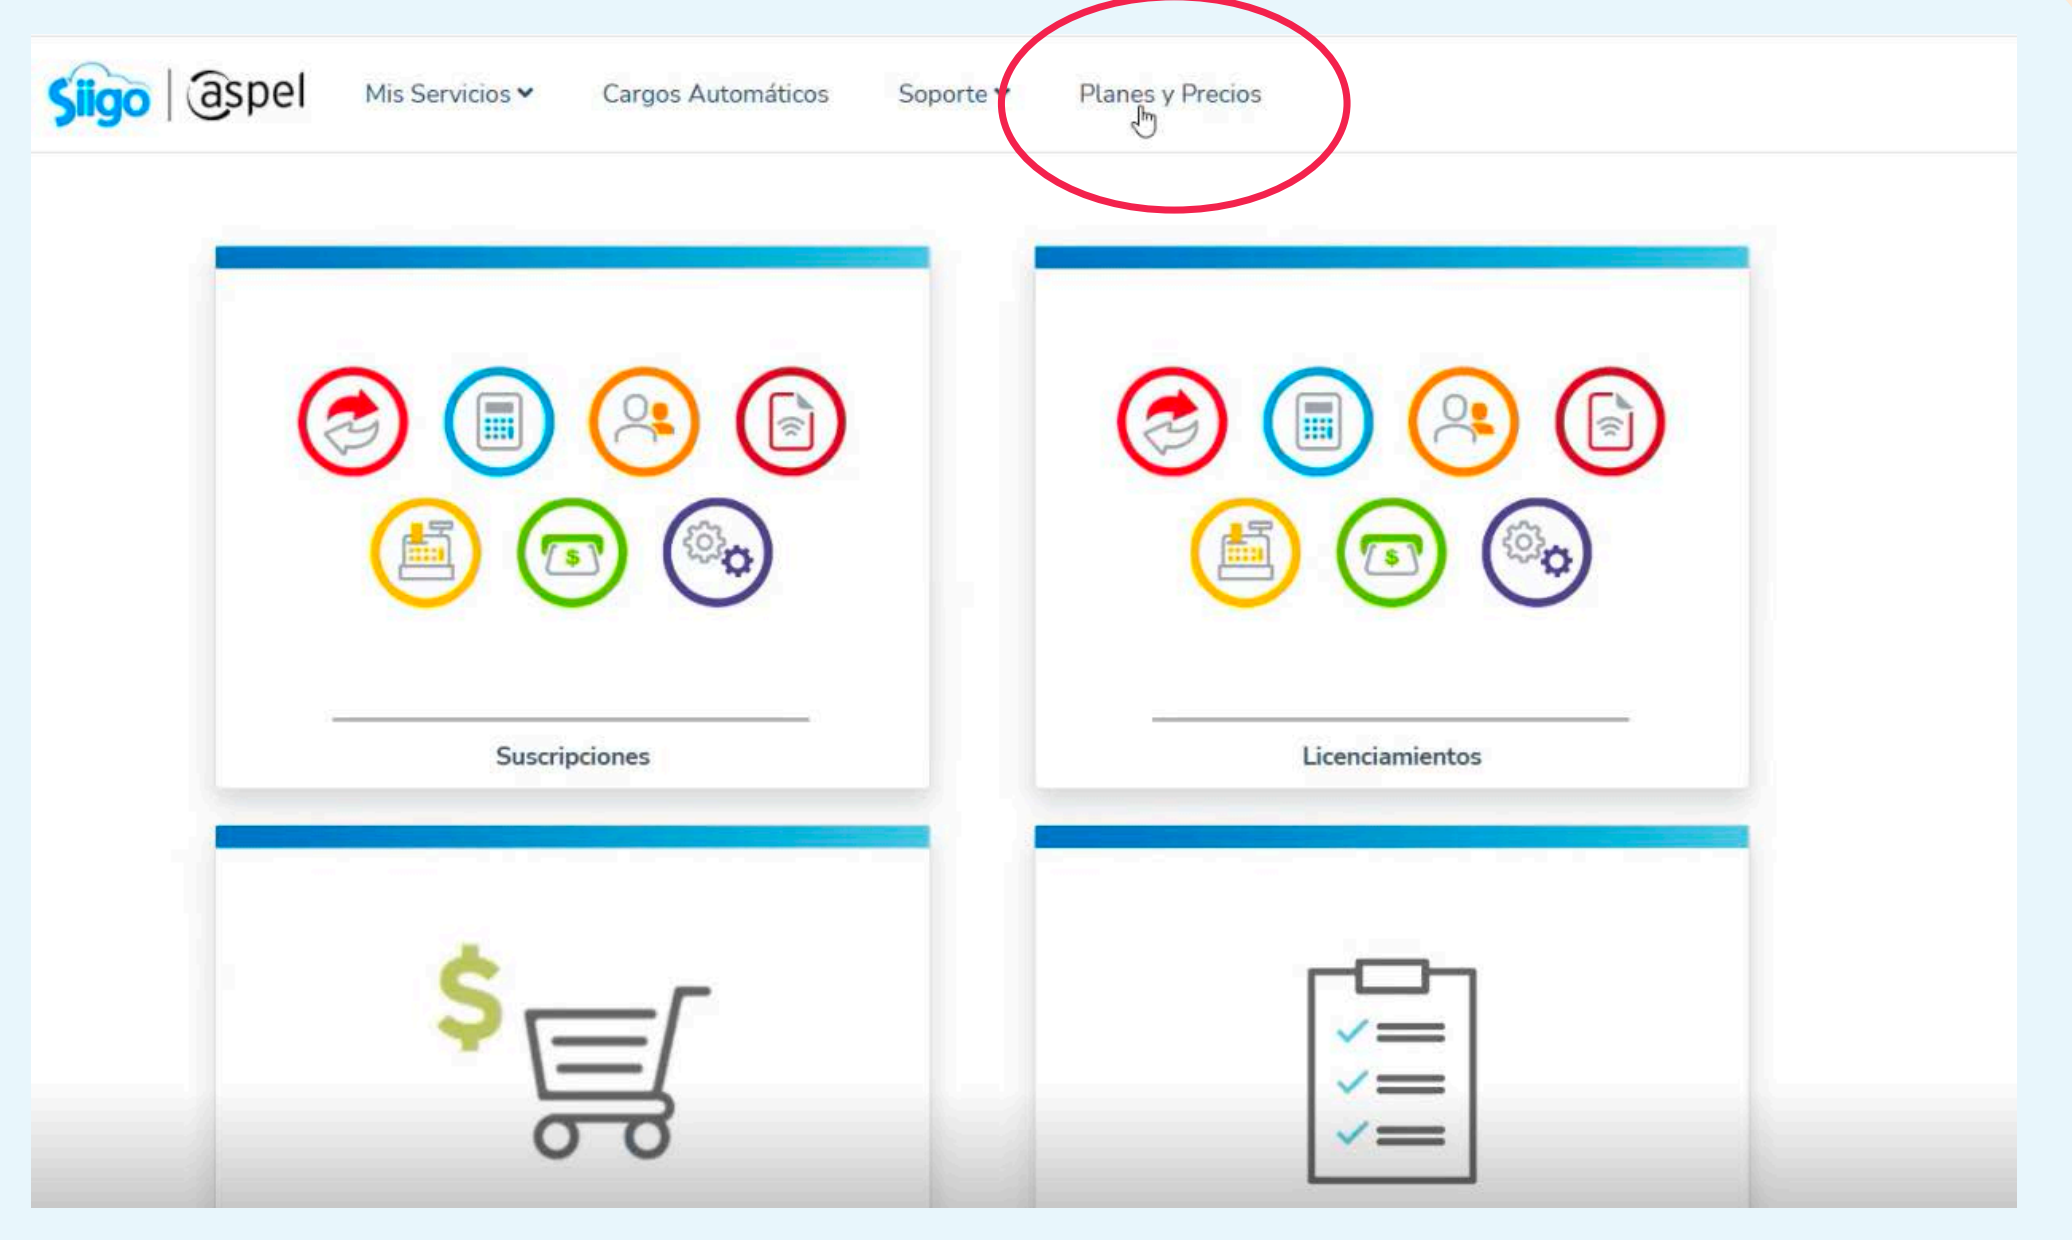 Siigo | aspel Mis Servicios Cargos Automáticos Soporte Planes y Precios
Suscripciones Licenciamientos